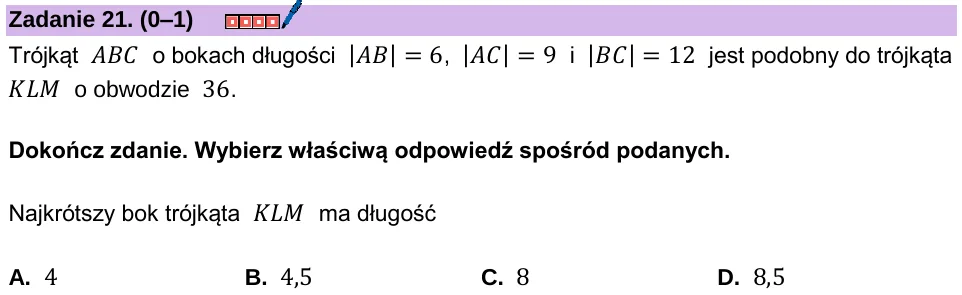 Zadanie 21. (0–1)
Trójkąt ABC o bokach długości |AB| = 6, |AC| = 9 i |BC| = 12 jest podobny do trójkąta
KLM o obwodzie 36.
Dokończ zdanie. Wybierz właściwą odpowiedź spośród podanych.
Najkrótszy bok trójkąta KLM ma długość
A. 4 B. 4,5 C. 8 D. 8,5